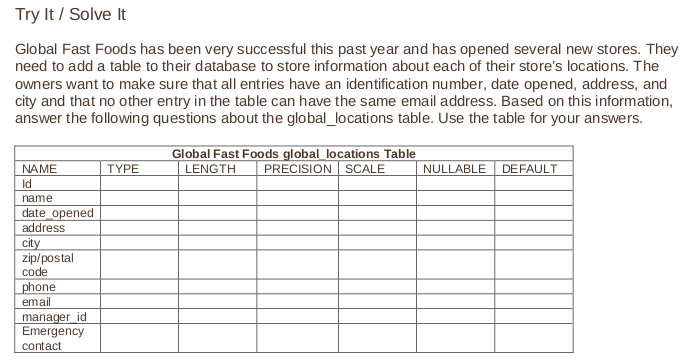 Try It / Solve It
Global Fast Foods has been very successful this past year and has opened several new stores. They
need to add a table to their database to store information about each of their store's locations. The
owners want to make sure that all entries have an identification number, date opened, address, and
city and that no other entry in the table can have the same email address. Based on this information,
answer the following questions about the global_locations table. Use the table for your answers.
Global Fast Foods global_locations Table
NAME TYPE LENGTH PRECISION SCALE NULLABLE DEFAULT
Id
name
date_opened
address
city
zip/postal
code
phone
email
manager_id
Emergency
contact